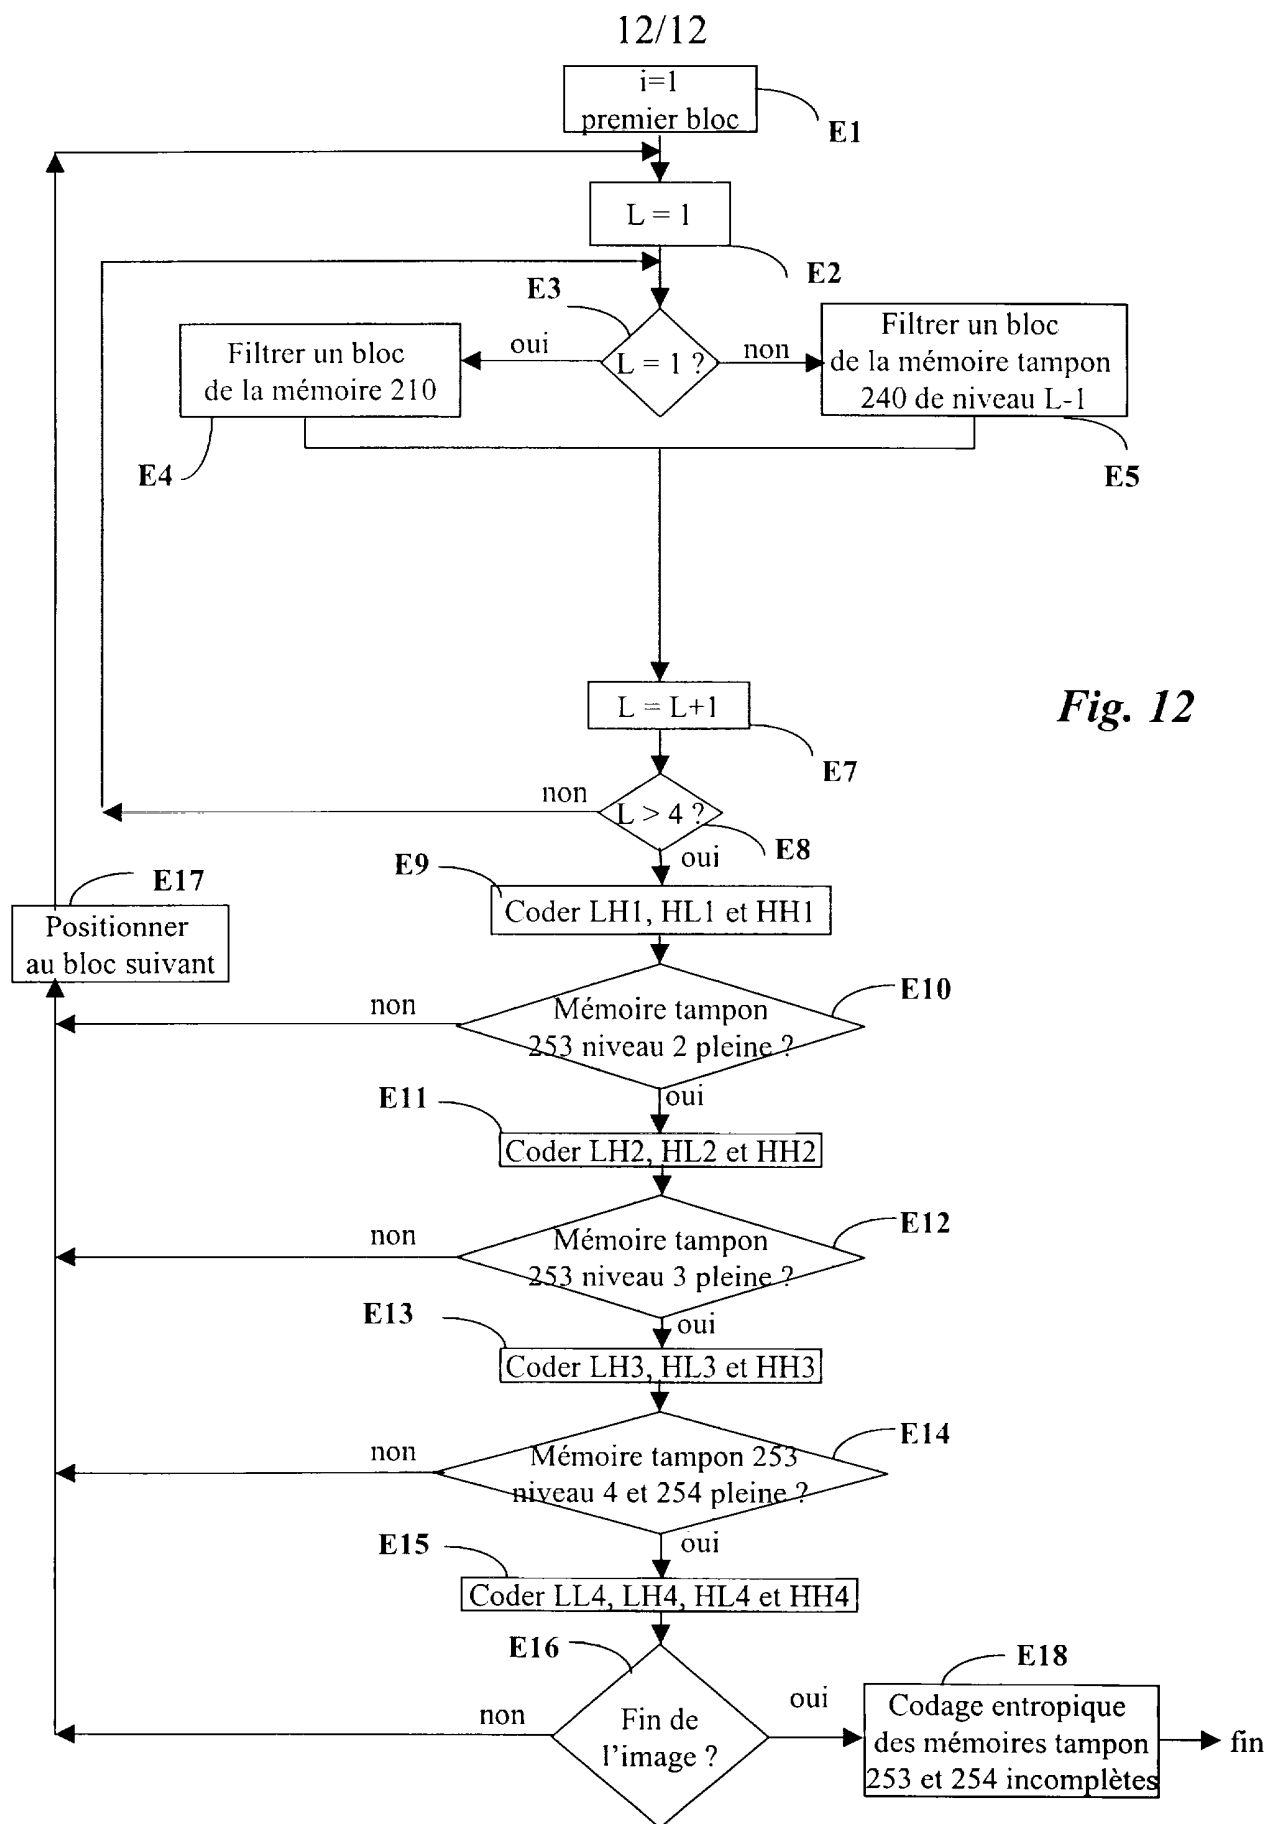 12/12
i=1
premier bloc
E1
L = 1
E2
E3
Filtrer un bloc
de la mémoire 210
oui
L = 1 ?
non
Filtrer un bloc
de la mémoire tampon
240 de niveau L-1
E4
E5
L = L+1
Fig. 12
E7
non
L > 4 ?
E8
oui
E9
E17
Coder LH1, HL1 et HH1
Positionner
au bloc suivant
E10
non
Mémoire tampon
253 niveau 2 pleine ?
oui
E11
Coder LH2, HL2 et HH2
E12
non
Mémoire tampon
253 niveau 3 pleine ?
E13
oui
Coder LH3, HL3 et HH3
E14
non
Mémoire tampon 253
niveau 4 et 254 pleine ?
oui
E15
Coder LL4, LH4, HL4 et HH4
E16
E18
non
Fin de
l'image ?
oui
Codage entropique
des mémoires tampon
253 et 254 incomplètes
fin